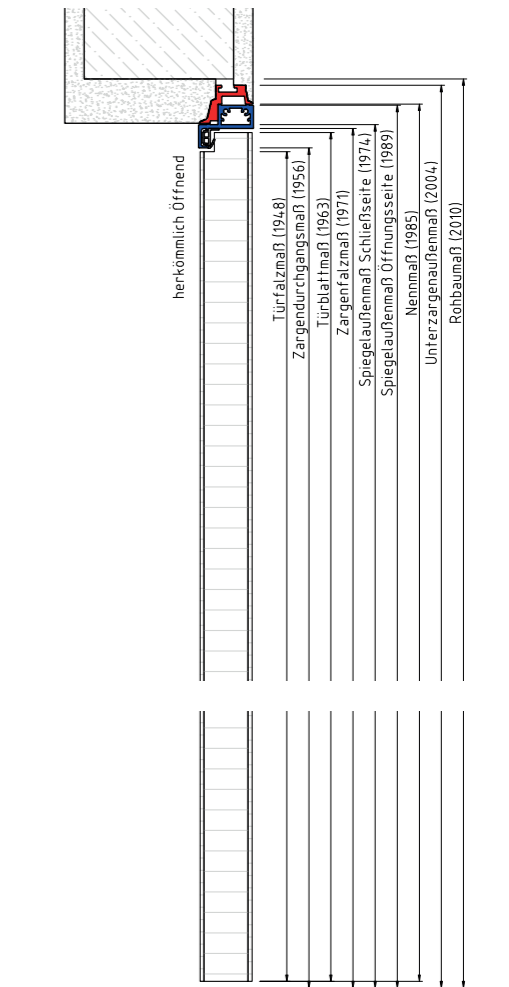 herkömmlich Öffnend
Türfalzmaß (1948)
Zargendurchgangsmaß (1956)
Türblattmaß (1963)
Zargenfalzmaß (1971)
Spiegelaußenmaß Schließseite (1974)
Spiegelaußenmaß Öffnungsseite (1989)
Nennmaß (1985)
Unterzargenaußenmaß (2004)
Rohbaumaß (2010)